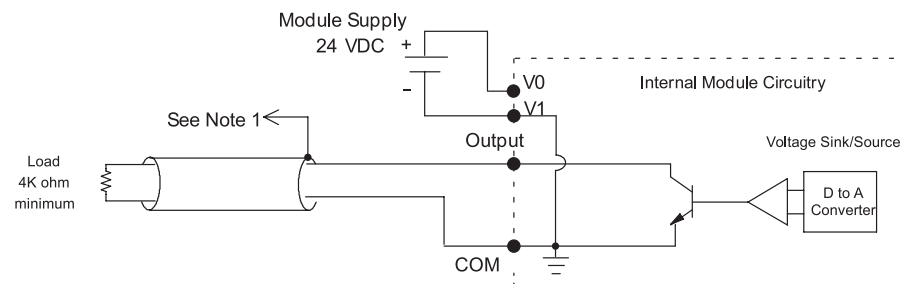 Module Supply
24 VDC
+
-
V0
V1
Internal Module Circuitry
See Note 1
Output
Voltage Sink/Source
Load
4K ohm
minimum
D to A
Converter
COM